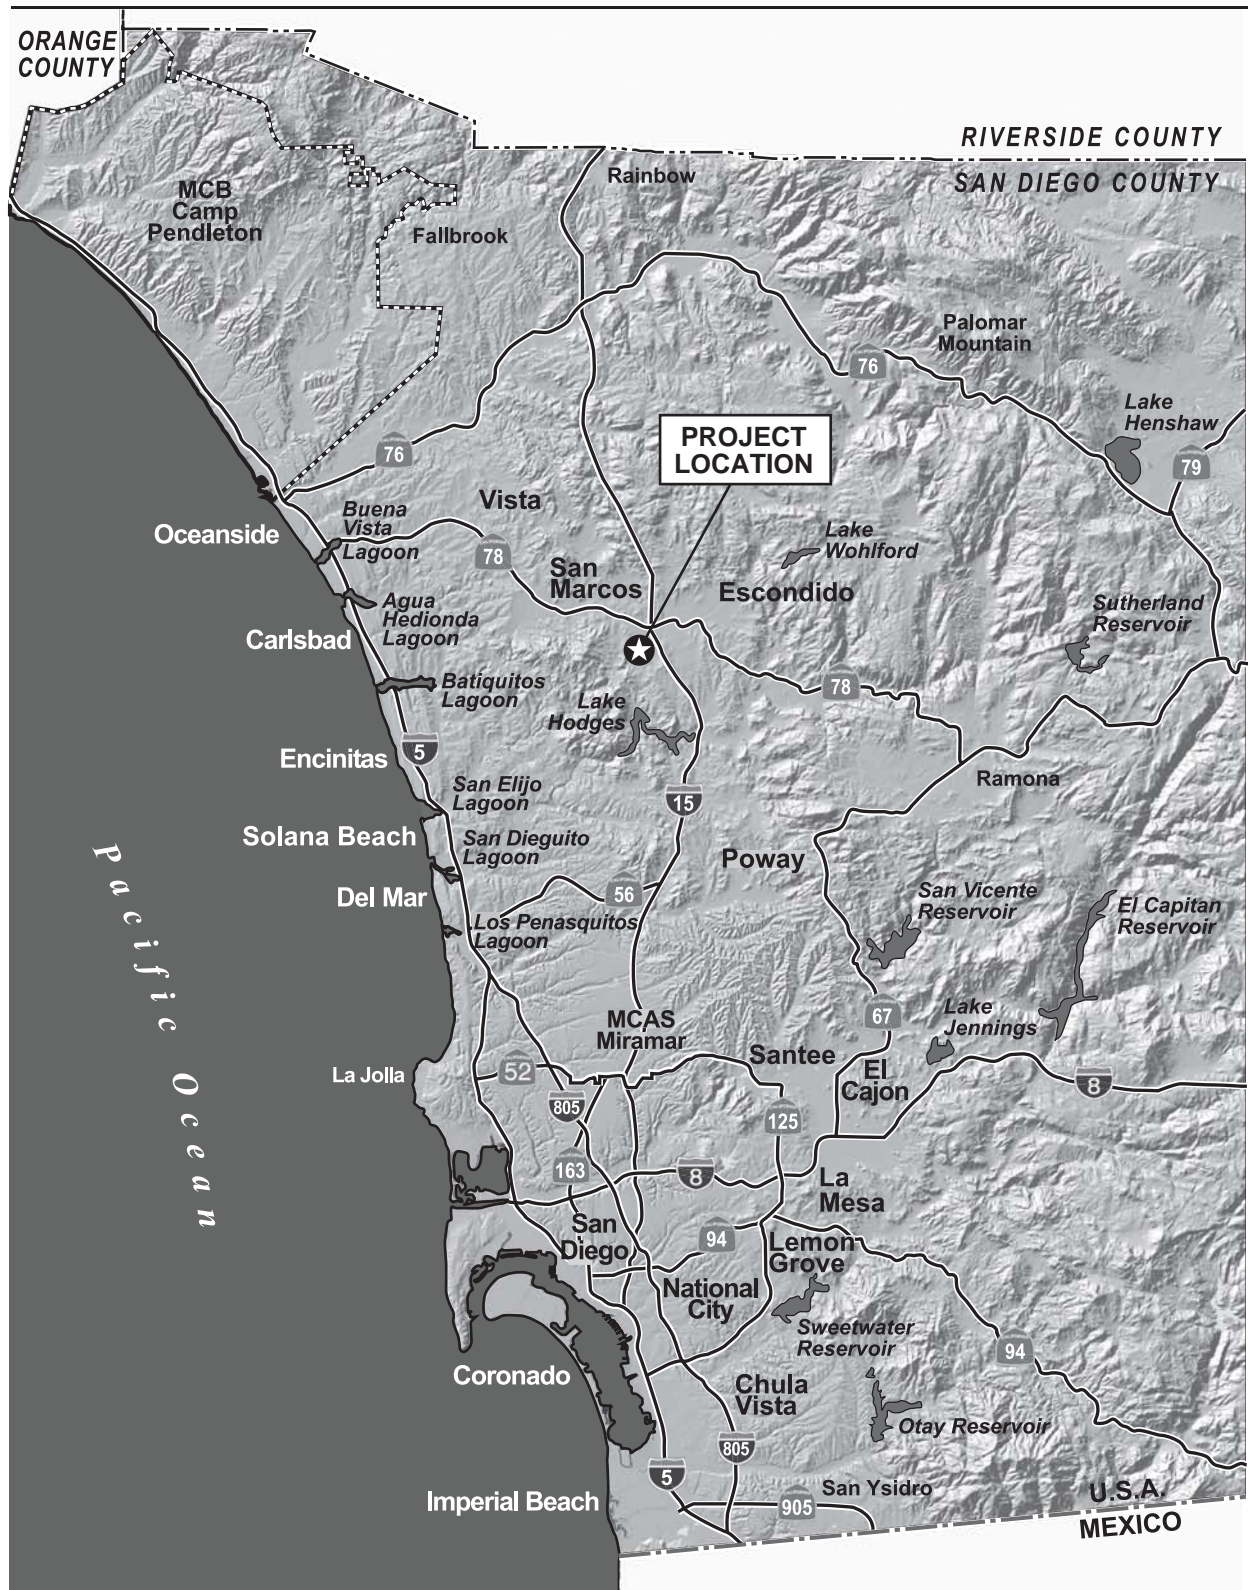 ORANGE
COUNTY
RIVERSIDE COUNTY
SAN DIEGO COUNTY
Rainbow
MCB
Camp
Pendleton
Fallbrook
Palomar
Mountain
76
Lake
Henshaw
PROJECT
LOCATION
76
79
Vista
Buena
Vista
Lagoon
Oceanside
Lake
Wohlford
78
San
Marcos
Escondido
Agua
Hedionda
Lagoon
Sutherland
Reservoir
Carlsbad
Batiquitos
Lagoon
78
Lake
Hodges
5
Encinitas
Ramona
San Elijo
Lagoon
15
Solana Beach
San Dieguito
Lagoon
Poway
56
Del Mar
San Vicente
Reservoir
El Capitan
Reservoir
Los Penasquitos
Lagoon
Pacific Ocean
MCAS
Miramar
67
Lake
Jennings
Santee
La Jolla
52
El
Cajon
8
805
125
163
8
La
Mesa
San
Diego
94
Lemon
Grove
National
City
Sweetwater
Reservoir
94
Coronado
Chula
Vista
Otay Reservoir
805
5
San Ysidro
U.S.A.
Imperial Beach
905
MEXICO